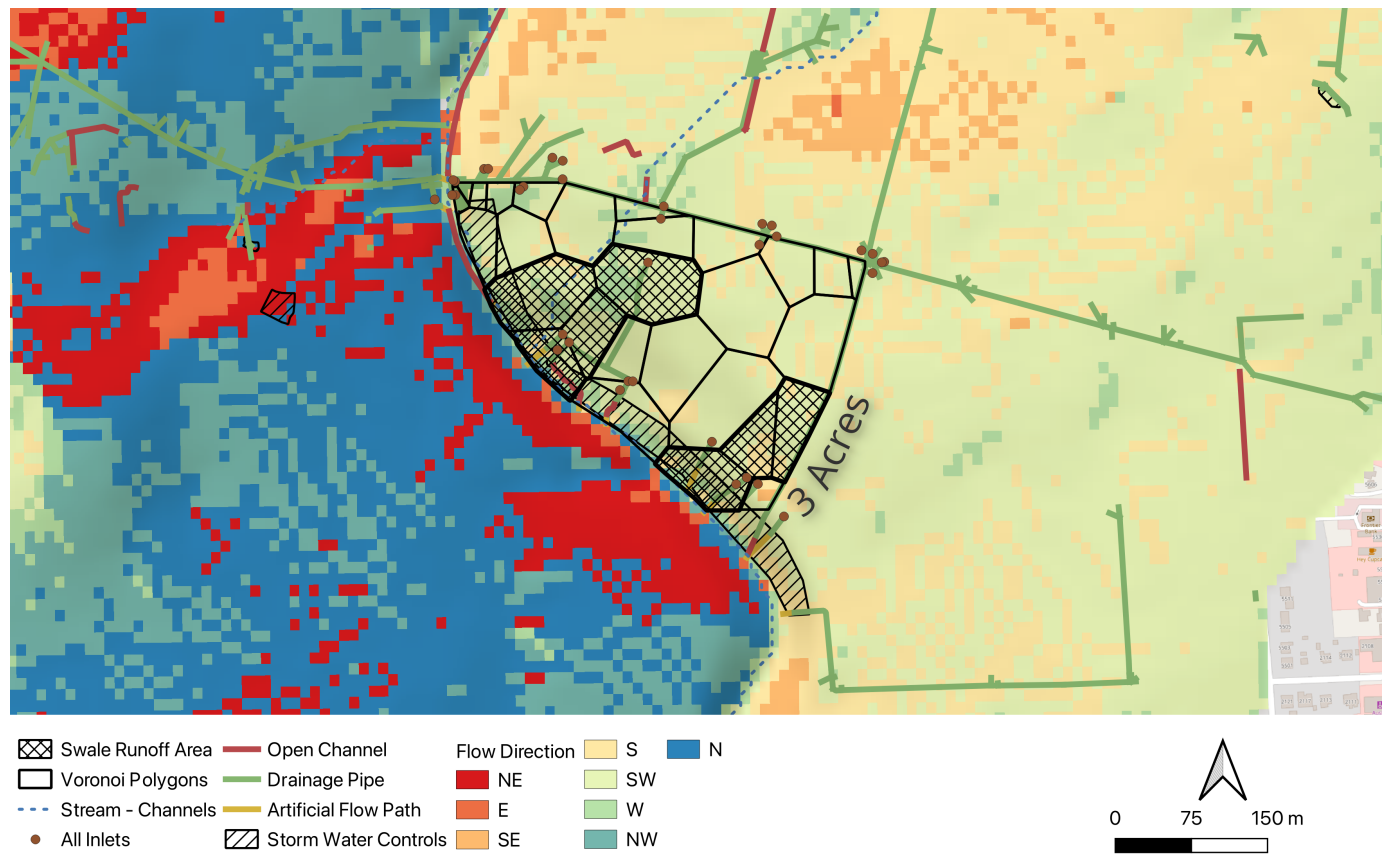 3 Acres
Swale Runoff Area
Voronoi Polygons
Stream - Channels
All Inlets
Open Channel
Drainage Pipe
Artificial Flow Path
Storm Water Controls
Flow Direction
NE
E
SE
S
SW
W
NW
N
0 75 150 m